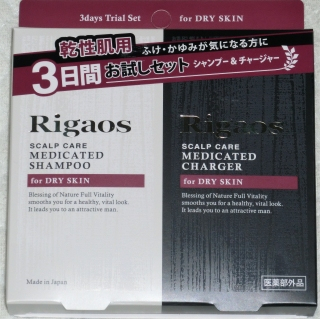 3days Trial Set for DRY SKIN
乾性肌用 ふけ・かゆみが気になる方に
3日間お試しセット シャンプー&チャージャー
Rigaos
SCALP CARE
MEDICATED
SHAMPOO
for DRY SKIN
Blessing of Nature Full Vitality
smooths you for a healthy, vital look.
It leads you to an attractive man.
Made in Japan
Rigaos
SCALP CARE
MEDICATED
CHARGER
for DRY SKIN
Blessing of Nature Full Vitality
smooths you for a healthy, vital look.
It leads you to an attractive man.
医薬部外品